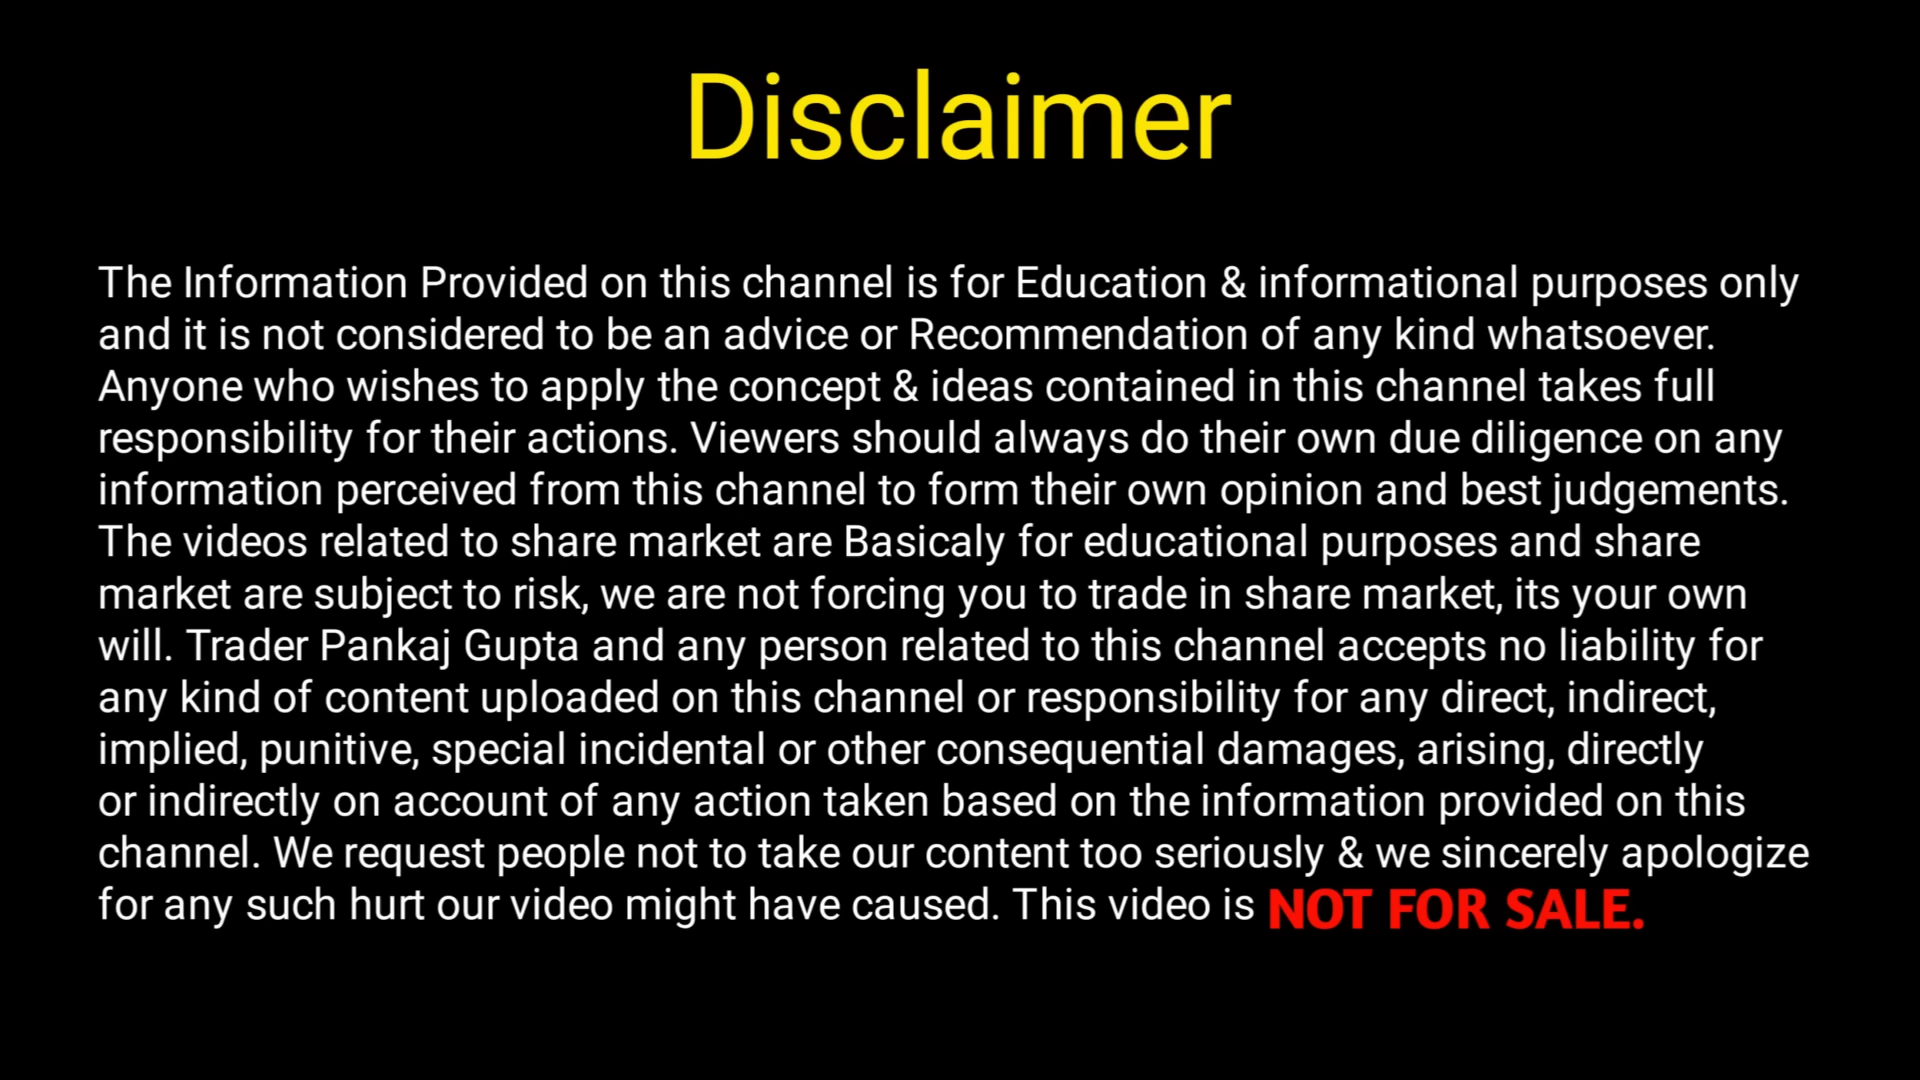 Disclaimer
The Information Provided on this channel is for Education & informational purposes only
and it is not considered to be an advice or Recommendation of any kind whatsoever.
Anyone who wishes to apply the concept & ideas contained in this channel takes full
responsibility for their actions. Viewers should always do their own due diligence on any
information perceived from this channel to form their own opinion and best judgements.
The videos related to share market are Basicaly for educational purposes and share
market are subject to risk, we are not forcing you to trade in share market, its your own
will. Trader Pankaj Gupta and any person related to this channel accepts no liability for
any kind of content uploaded on this channel or responsibility for any direct, indirect,
implied, punitive, special incidental or other consequential damages, arising, directly
or indirectly on account of any action taken based on the information provided on this
channel. We request people not to take our content too seriously & we sincerely apologize
for any such hurt our video might have caused. This video is NOT FOR SALE.